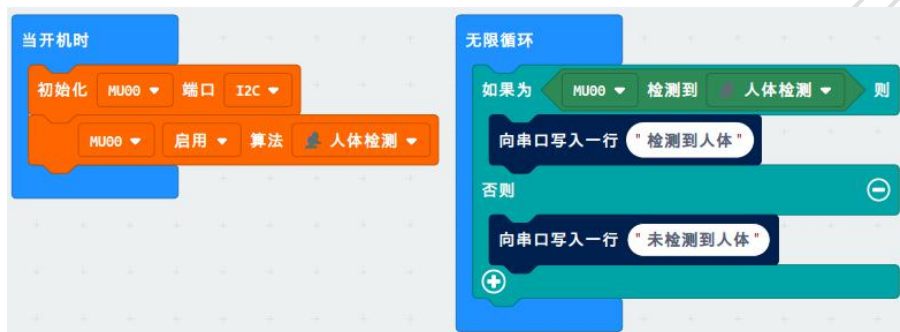 当开机时
初始化 MU00 端口 I2C
MU00 启用 算法 人体检测
无限循环
如果为 MU00 检测到 人体检测 则
向串口写入一行 "检测到人体"
否则
向串口写入一行 "未检测到人体"